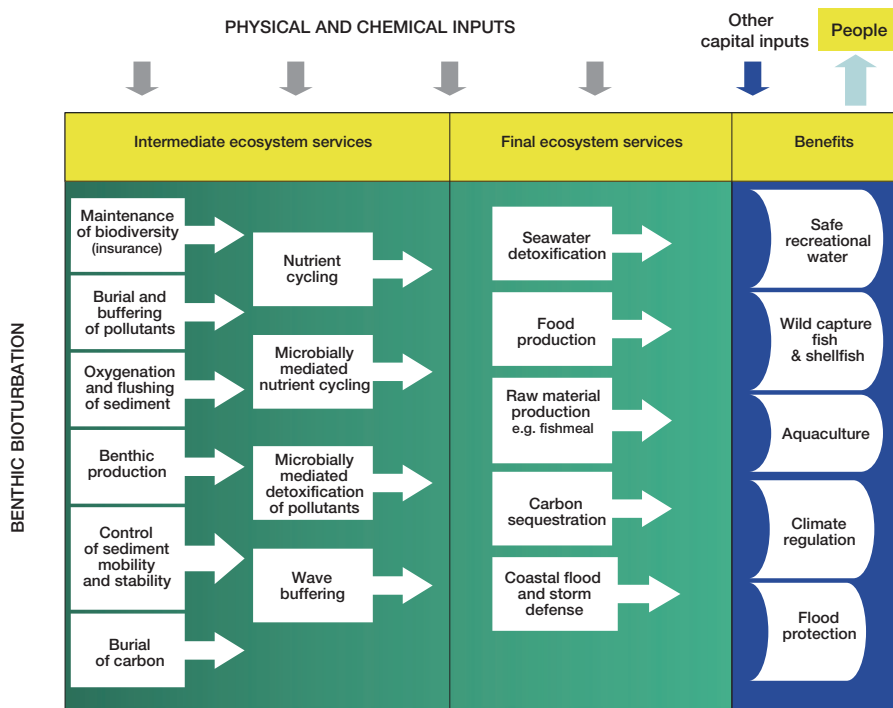 PHYSICAL AND CHEMICAL INPUTS
Other
capital inputs
People
Intermediate ecosystem services
Final ecosystem services
Benefits
BENTHIC BIOTURBATION
Maintenance
of biodiversity
(insurance)
Burial and
buffering
of pollutants
Oxygenation
and flushing
of sediment
Benthic
production
Control
of sediment
mobility
and stability
Burial
of carbon
Nutrient
cycling
Microbially
mediated
nutrient cycling
Microbially
mediated
detoxification
of pollutants
Wave
buffering
Seawater
detoxification
Food
production
Raw material
production
e.g. fishmeal
Carbon
sequestration
Coastal flood
and storm
defense
Safe
recreational
water
Wild capture
fish
& shellfish
Aquaculture
Climate
regulation
Flood
protection